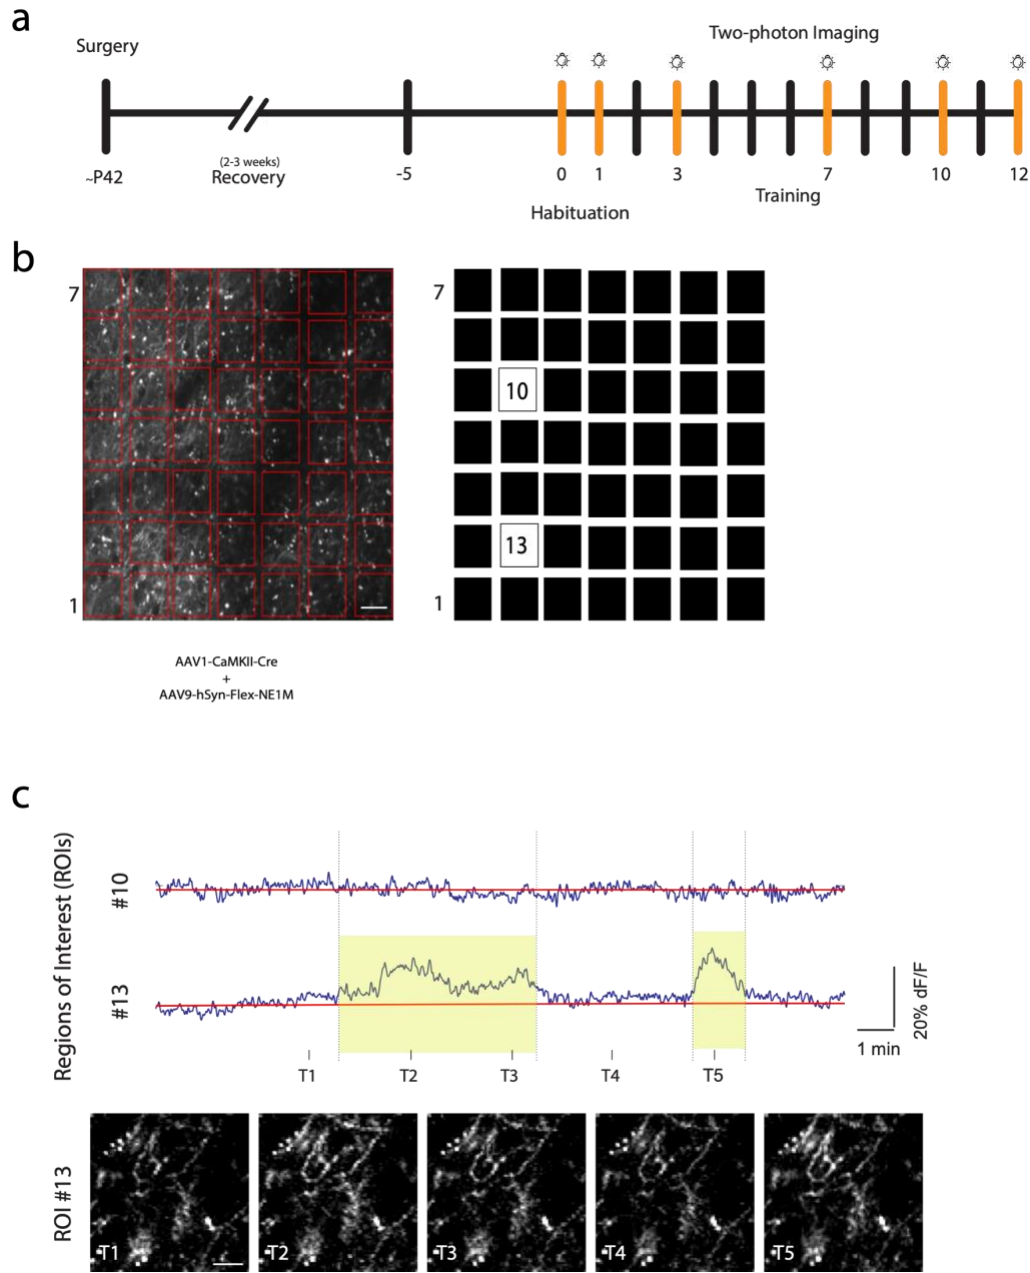 a
Surgery
Two-photon Imaging
(2-3 weeks)
~P42
Recovery
-5
0
1
3
7
10
12
Training
Habituation
b
7
1
7
10
13
1
AAV1-CaMKII-Cre
+
AAV9-hSyn-Flex-NE1M
c
Regions of Interest (ROIs)
#10
#13
20% dF/F
1 min
T1
T2
T3
T4
T5
ROI #13
T1
T2
T3
T4
T5